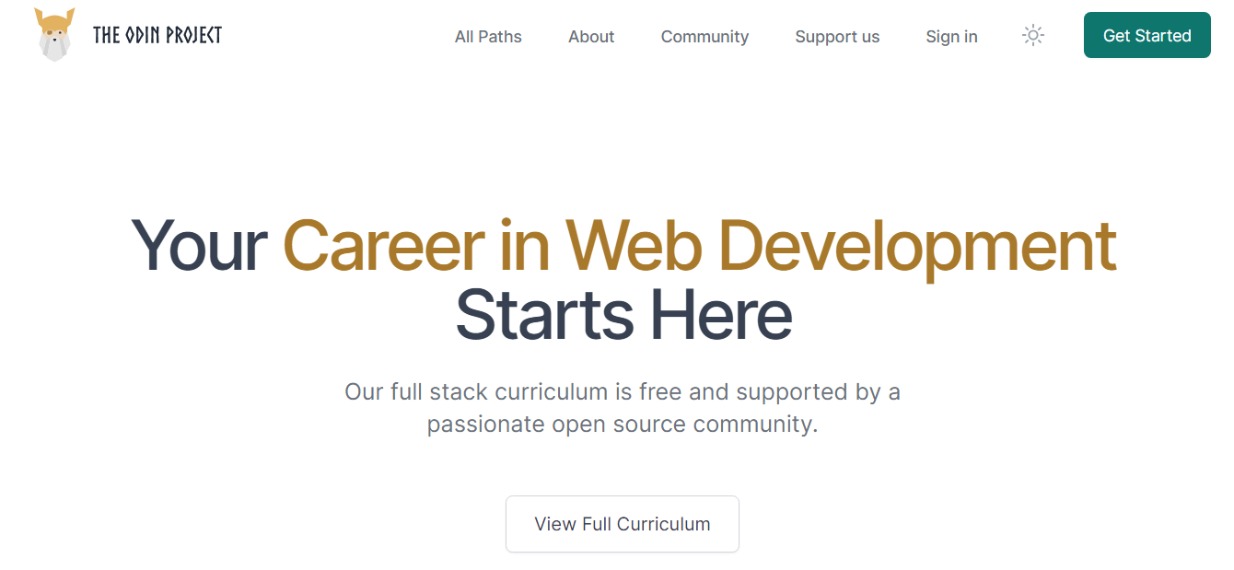 THE ODIN PROJECT
All Paths
About
Community
Support us
Sign in
Get Started
Your Career in Web Development
Starts Here
Our full stack curriculum is free and supported by a
passionate open source community.
View Full Curriculum